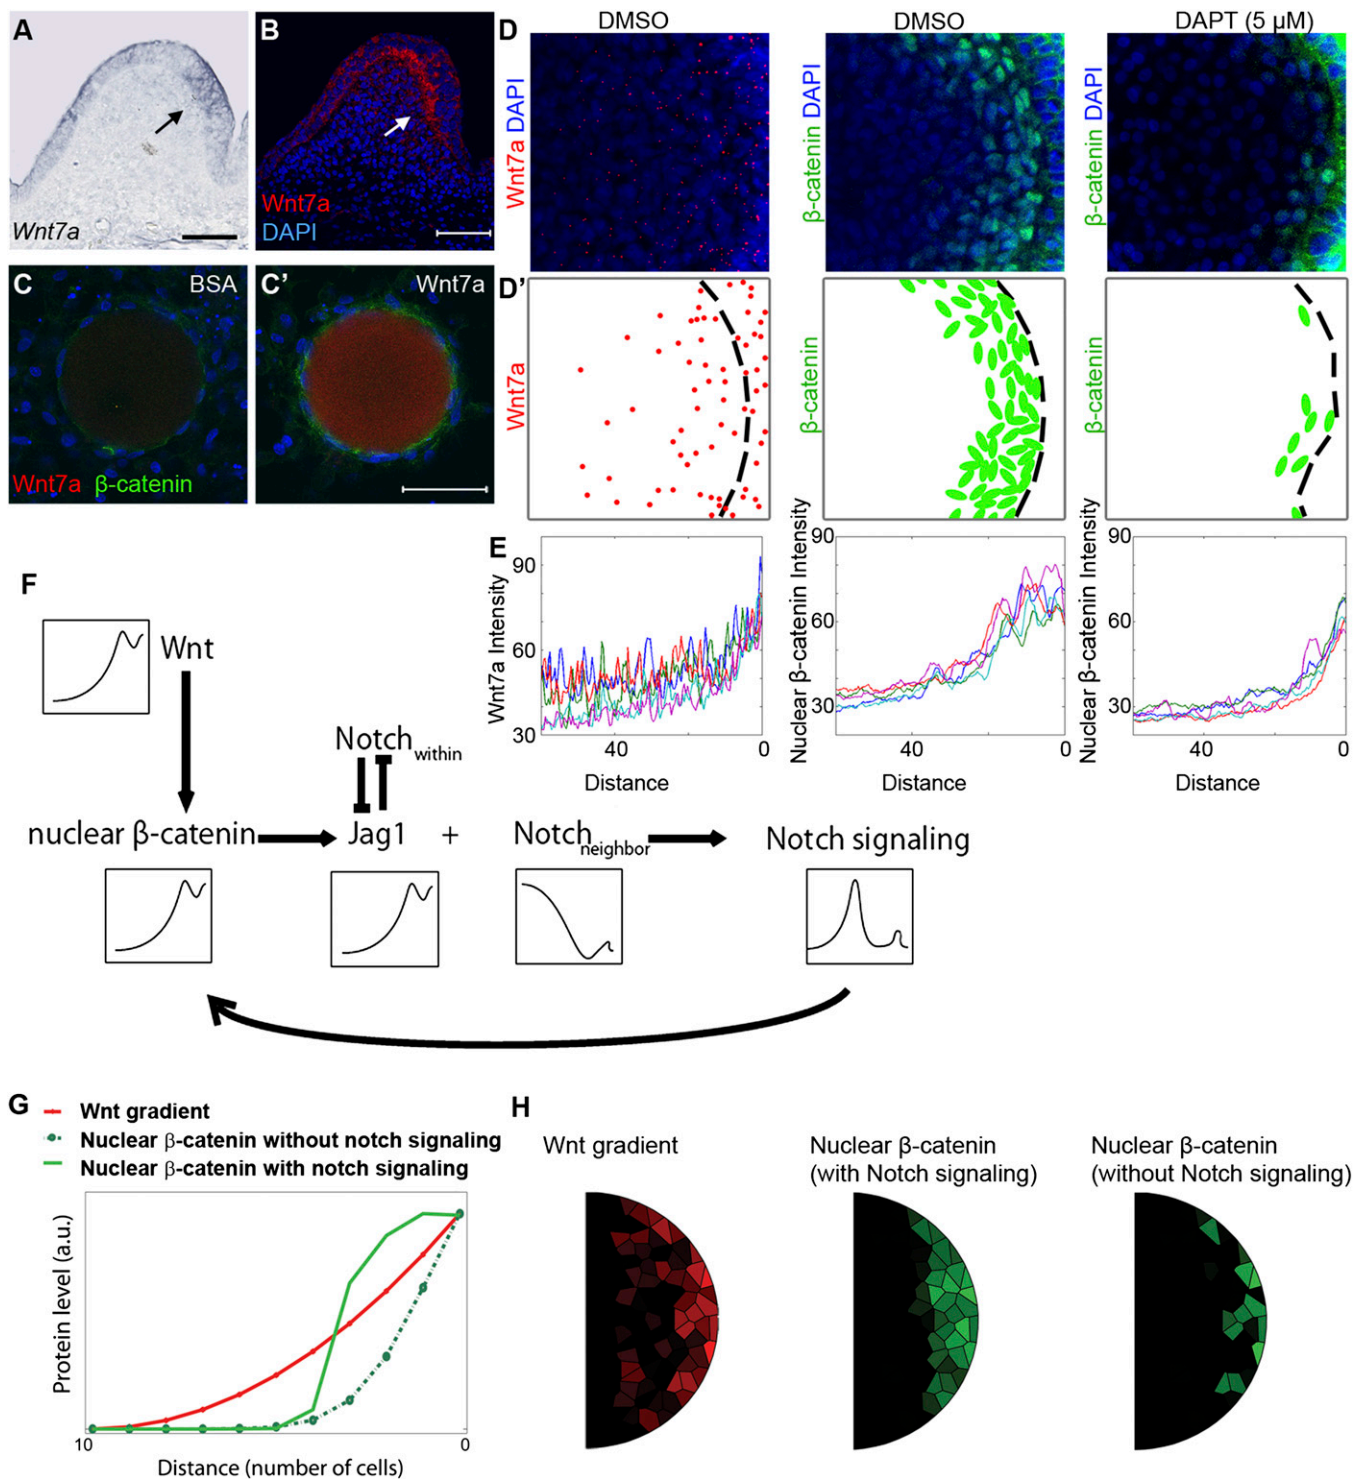 A
Wnt7a
B
Wnt7a
DAPI
C
BSA
Wnt7a β-catenin
C'
Wnt7a
D
DMSO
Wnt7a DAPI
DMSO
β-catenin DAPI
DAPT (5 μM)
β-catenin DAPI
D'
Wnt7a
β-catenin
β-catenin
E
Wnt7a Intensity
90
60
30
40
0
Distance
Nuclear β-catenin Intensity
90
60
30
40
0
Distance
Nuclear β-catenin Intensity
90
60
30
40
0
Distance
F
Wnt
Notch within
nuclear β-catenin
Jag1
+
Notch neighbor
Notch signaling
G
Wnt gradient
Nuclear β-catenin without notch signaling
Nuclear β-catenin with notch signaling
Protein level (a.u.)
10
0
Distance (number of cells)
H
Wnt gradient
Nuclear β-catenin
(with Notch signaling)
Nuclear β-catenin
(without Notch signaling)